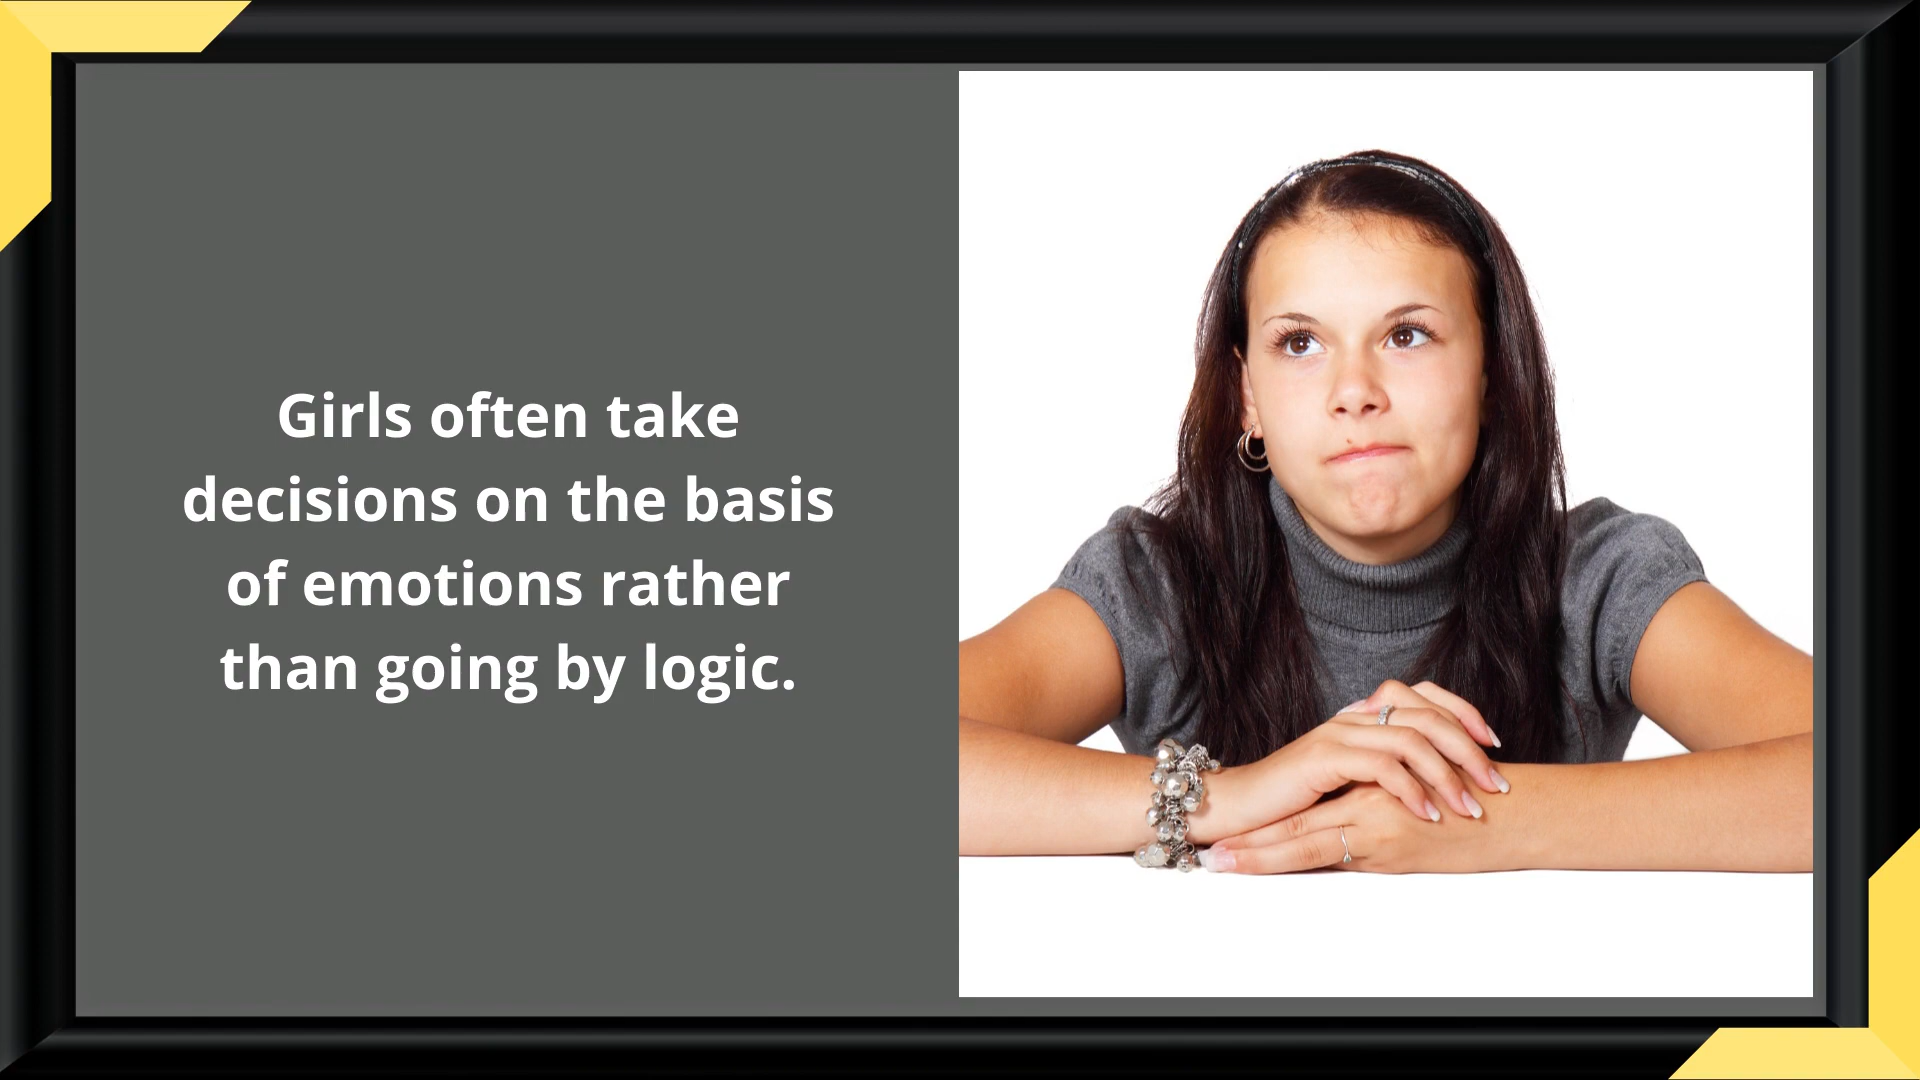 Girls often take
decisions on the basis
of emotions rather
than going by logic.